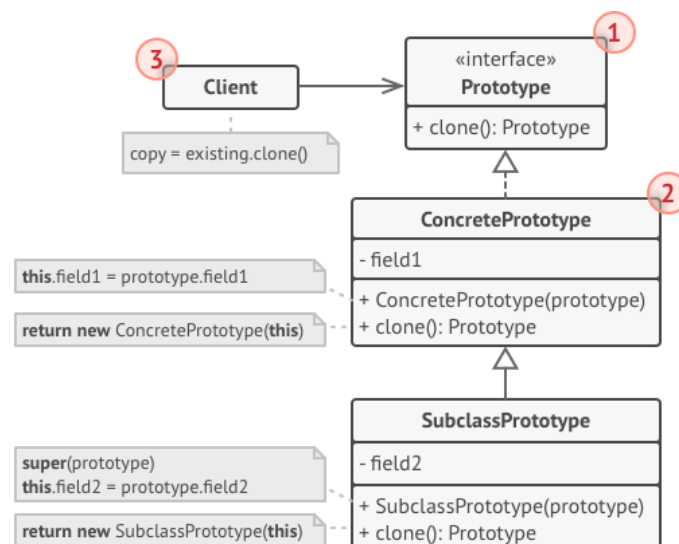 1
«interface»
Prototype
+ clone(): Prototype
3
Client
copy = existing.clone()
2
ConcretePrototype
- field1
+ ConcretePrototype(prototype)
+ clone(): Prototype
this.field1 = prototype.field1
return new ConcretePrototype(this)
SubclassPrototype
- field2
+ SubclassPrototype(prototype)
+ clone(): Prototype
super(prototype)
this.field2 = prototype.field2
return new SubclassPrototype(this)